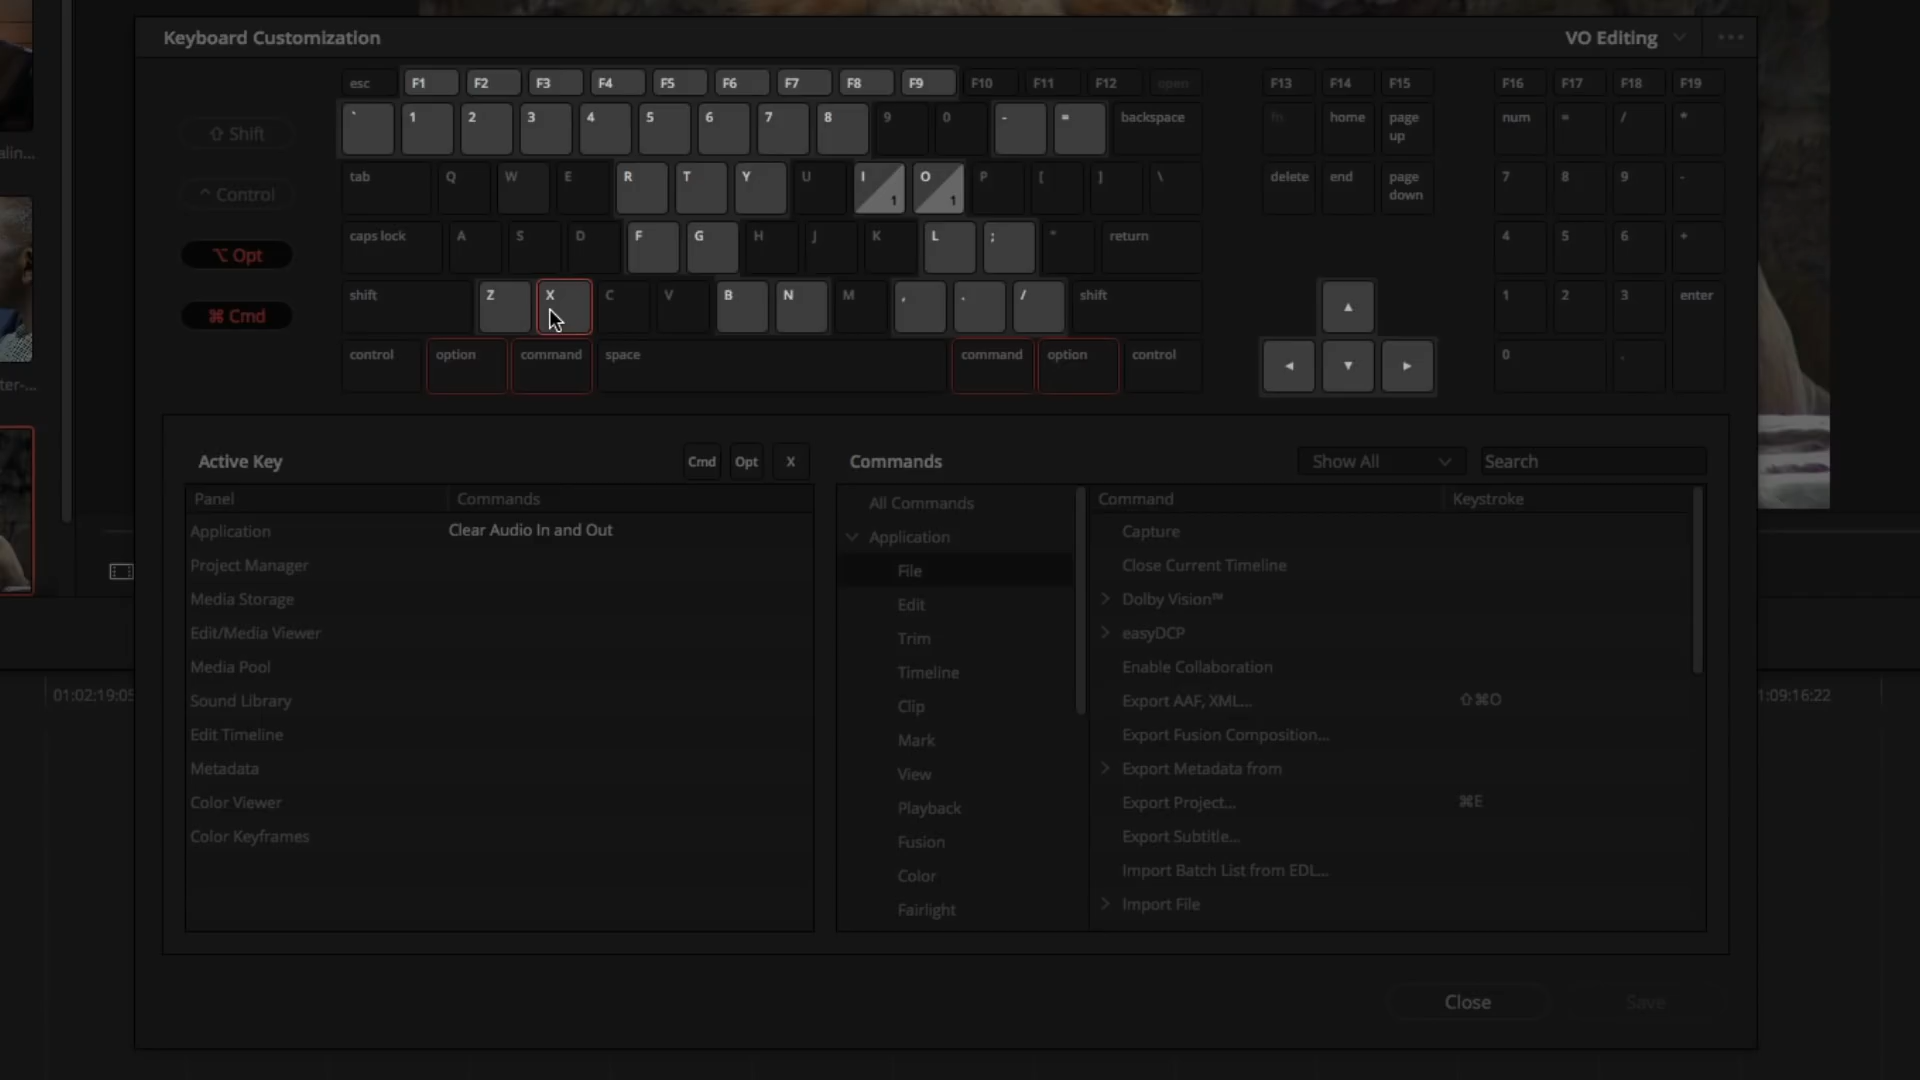 Keyboard Customization
VO Editing
esc F1 F2 F3 F4 F5 F6 F7 F8 F9 F10 F11 F12 open F13 F14 F15 F16 F17 F18 F19
` 1 2 3 4 5 6 7 8 9 0 - = backspace fn home page up num = / *
⇧ Shift
tab Q W E R T Y U I 1 O 1 P [ ] \ delete end page down 7 8 9 -
^ Control
caps lock A S D F G H J K L ; " return 4 5 6 +
⌥ Opt
shift Z X C V B N M , . / shift ▲ 1 2 3 enter
⌘ Cmd
control option command space command option control ◄ ▼ ► 0 .
alin...
ter-...
01:02:19:05
1:09:16:22
Active Key
Cmd Opt X
Panel Commands
Application Clear Audio In and Out
Project Manager
Media Storage
Edit/Media Viewer
Media Pool
Sound Library
Edit Timeline
Metadata
Color Viewer
Color Keyframes
Commands
Show All
Search
All Commands
Application
File
Edit
Trim
Timeline
Clip
Mark
View
Playback
Fusion
Color
Fairlight
Command Keystroke
Capture
Close Current Timeline
Dolby Vision™
easyDCP
Enable Collaboration
Export AAF, XML... ⇧⌘O
Export Fusion Composition...
Export Metadata from
Export Project... ⌘E
Export Subtitle...
Import Batch List from EDL...
Import File
Close
Save